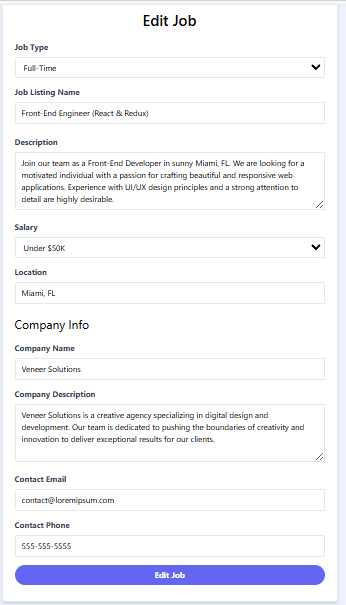 Edit Job
Job Type
Full-Time
Job Listing Name
Front-End Engineer (React & Redux)
Description
Join our team as a Front-End Developer in sunny Miami, FL. We are looking for a
motivated individual with a passion for crafting beautiful and responsive web
applications. Experience with UI/UX design principles and a strong attention to
detail are highly desirable.
Salary
Under $50K
Location
Miami, FL
Company Info
Company Name
Veneer Solutions
Company Description
Veneer Solutions is a creative agency specializing in digital design and
development. Our team is dedicated to pushing the boundaries of creativity and
innovation to deliver exceptional results for our clients.
Contact Email
contact@loremipsum.com
Contact Phone
555-555-5555
Edit Job